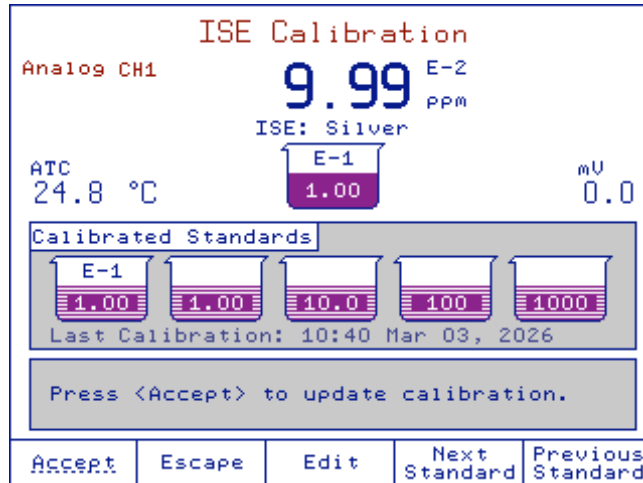 ISE Calibration
Analog CH1
9.99 E-2
ppm
ISE: Silver
ATC
24.8 °C
E-1
1.00
mV
0.0
Calibrated Standards
E-1
1.00 1.00 10.0 100 1000
Last Calibration: 10:40 Mar 03, 2026
Press <Accept> to update calibration.
Accept Escape Edit Next Standard Previous Standard